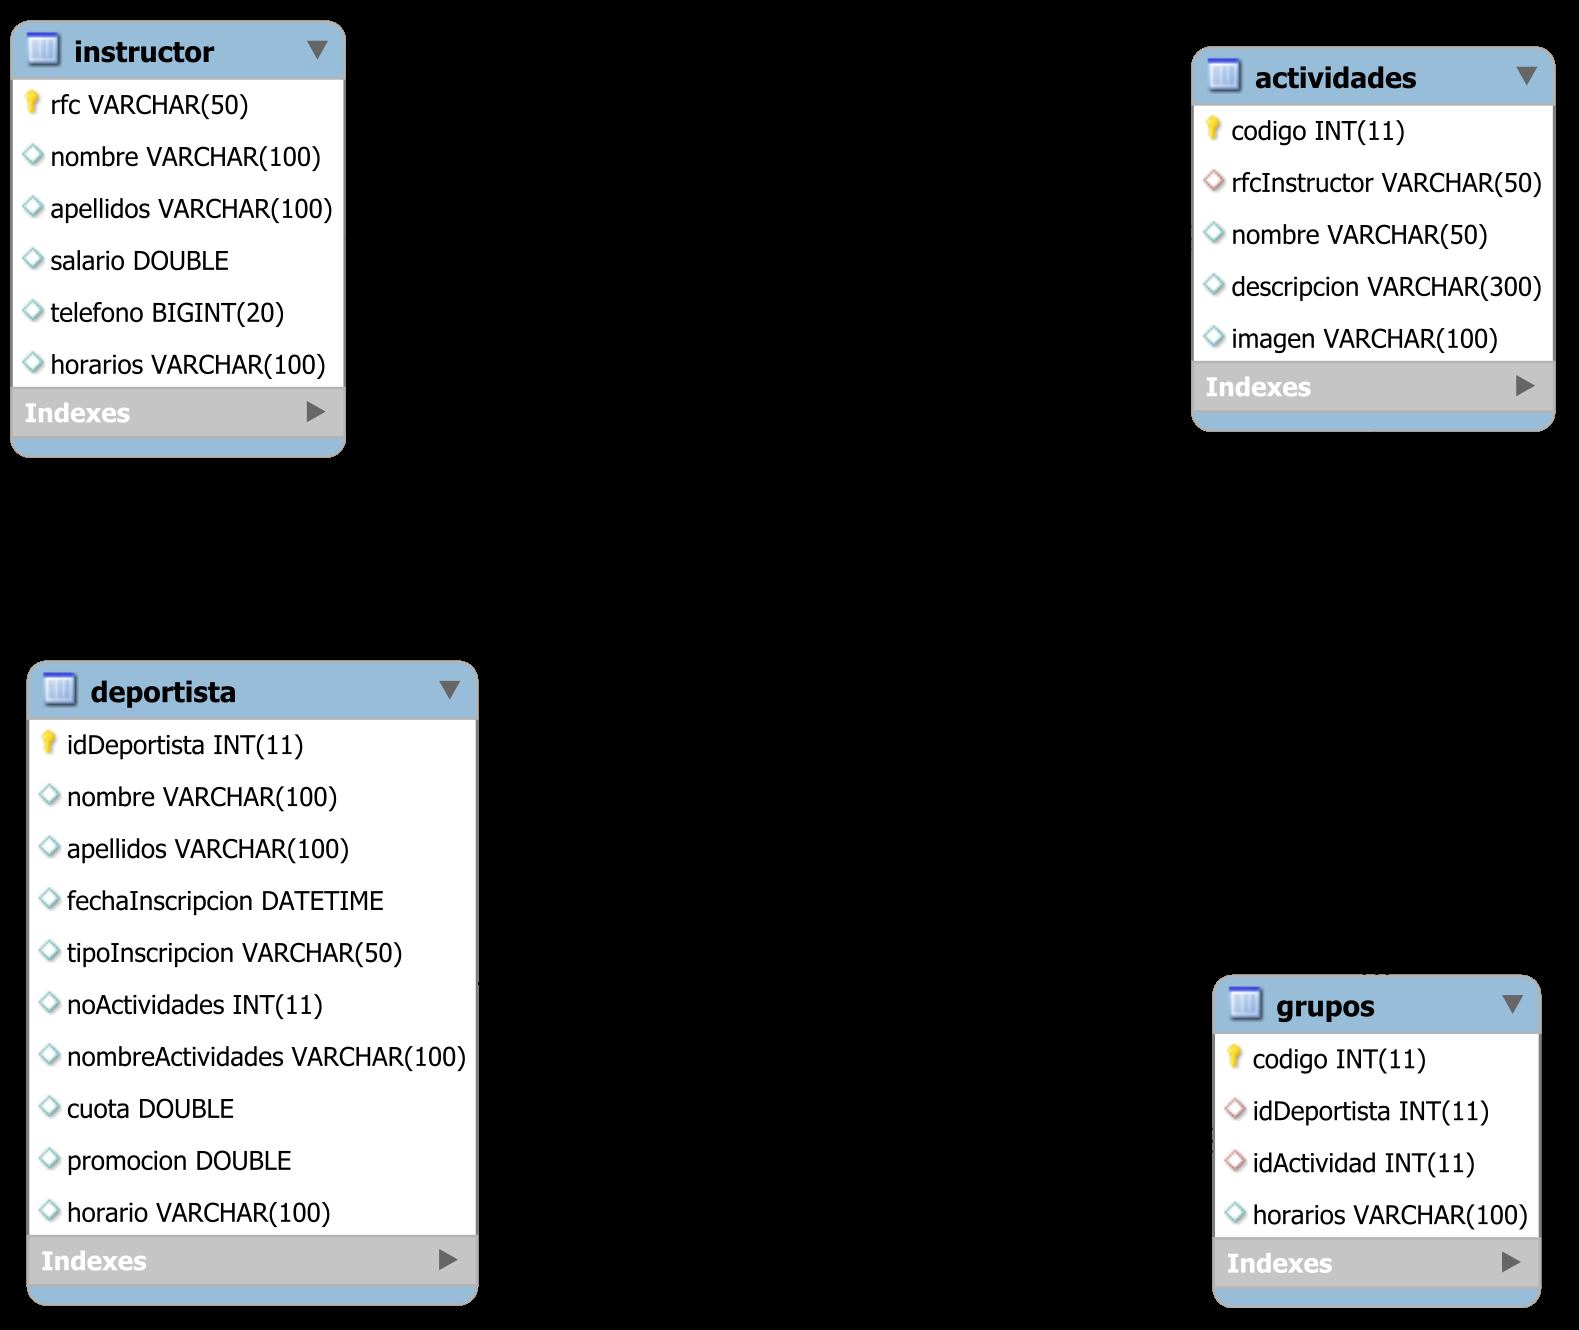 instructor
rfc VARCHAR(50)
nombre VARCHAR(100)
apellidos VARCHAR(100)
salario DOUBLE
telefono BIGINT(20)
horarios VARCHAR(100)
Indexes
actividades
codigo INT(11)
rfcInstructor VARCHAR(50)
nombre VARCHAR(50)
descripcion VARCHAR(300)
imagen VARCHAR(100)
Indexes
deportista
idDeportista INT(11)
nombre VARCHAR(100)
apellidos VARCHAR(100)
fechaInscripcion DATETIME
tipoInscripcion VARCHAR(50)
noActividades INT(11)
nombreActividades VARCHAR(100)
cuota DOUBLE
promocion DOUBLE
horario VARCHAR(100)
Indexes
grupos
codigo INT(11)
idDeportista INT(11)
idActividad INT(11)
horarios VARCHAR(100)
Indexes